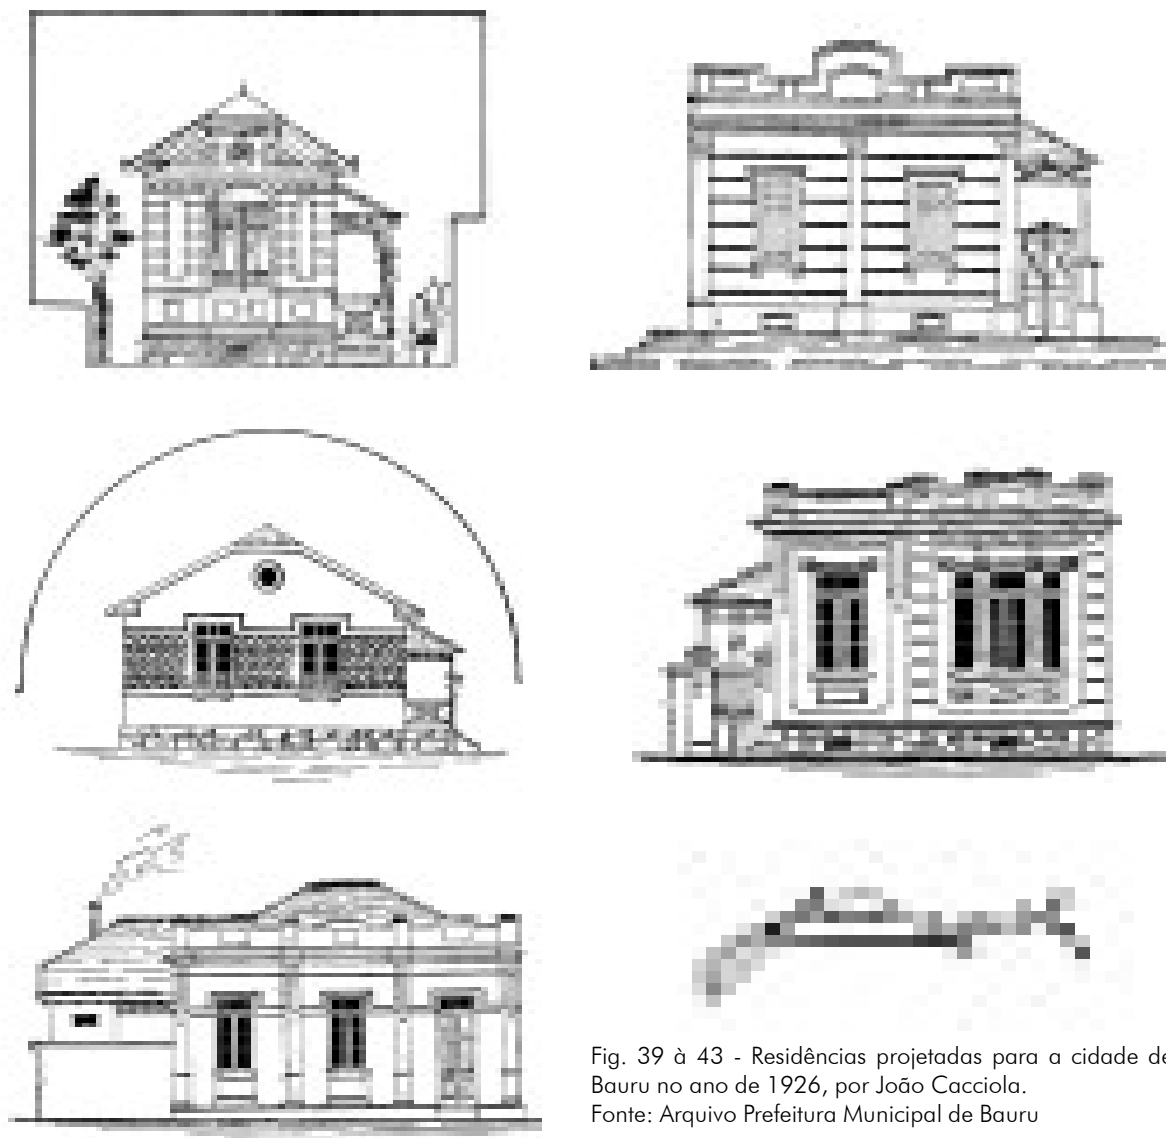 Fig. 39 à 43 - Residências projetadas para a cidade de
Bauru no ano de 1926, por João Cacciola.
Fonte: Arquivo Prefeitura Municipal de Bauru